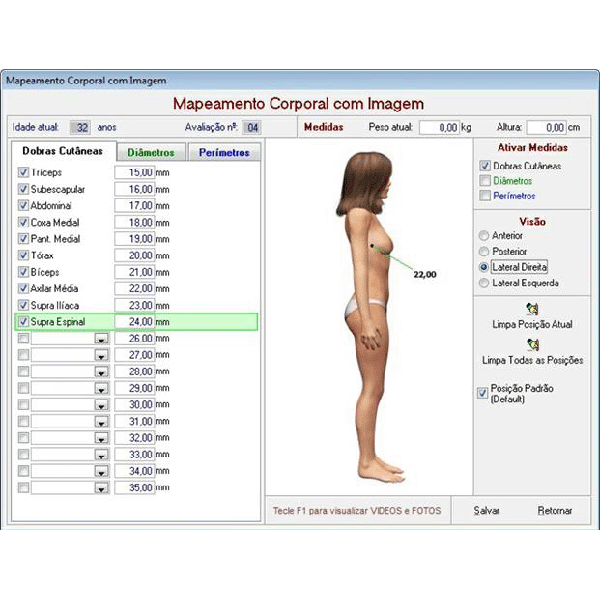 Mapeamento Corporal com Imagem
Mapeamento Corporal com Imagem
Idade atual: 32 anos Avaliação nº: 04 Medidas Peso atual: 0,00 kg Altura: 0,00 cm
Dobras Cutâneas Diâmetros Perímetros
Tríceps 15,00 mm
Subescapular 16,00 mm
Abdominal 17,00 mm
Coxa Medial 18,00 mm
Pant. Medial 19,00 mm
Tórax 20,00 mm
Bíceps 21,00 mm
Axilar Média 22,00 mm
Supra Ilíaca 23,00 mm
Supra Espinal 24,00 mm
26,00 mm
27,00 mm
28,00 mm
29,00 mm
30,00 mm
31,00 mm
32,00 mm
33,00 mm
34,00 mm
35,00 mm
22,00
Ativar Medidas
Dobras Cutâneas
Diâmetros
Perímetros
Visão
Anterior
Posterior
Lateral Direita
Lateral Esquerda
Limpa Posição Atual
Limpa Todas as Posições
Posição Padrão
(Default)
Tecle F1 para visualizar VIDEOS e FOTOS
Salvar
Retornar